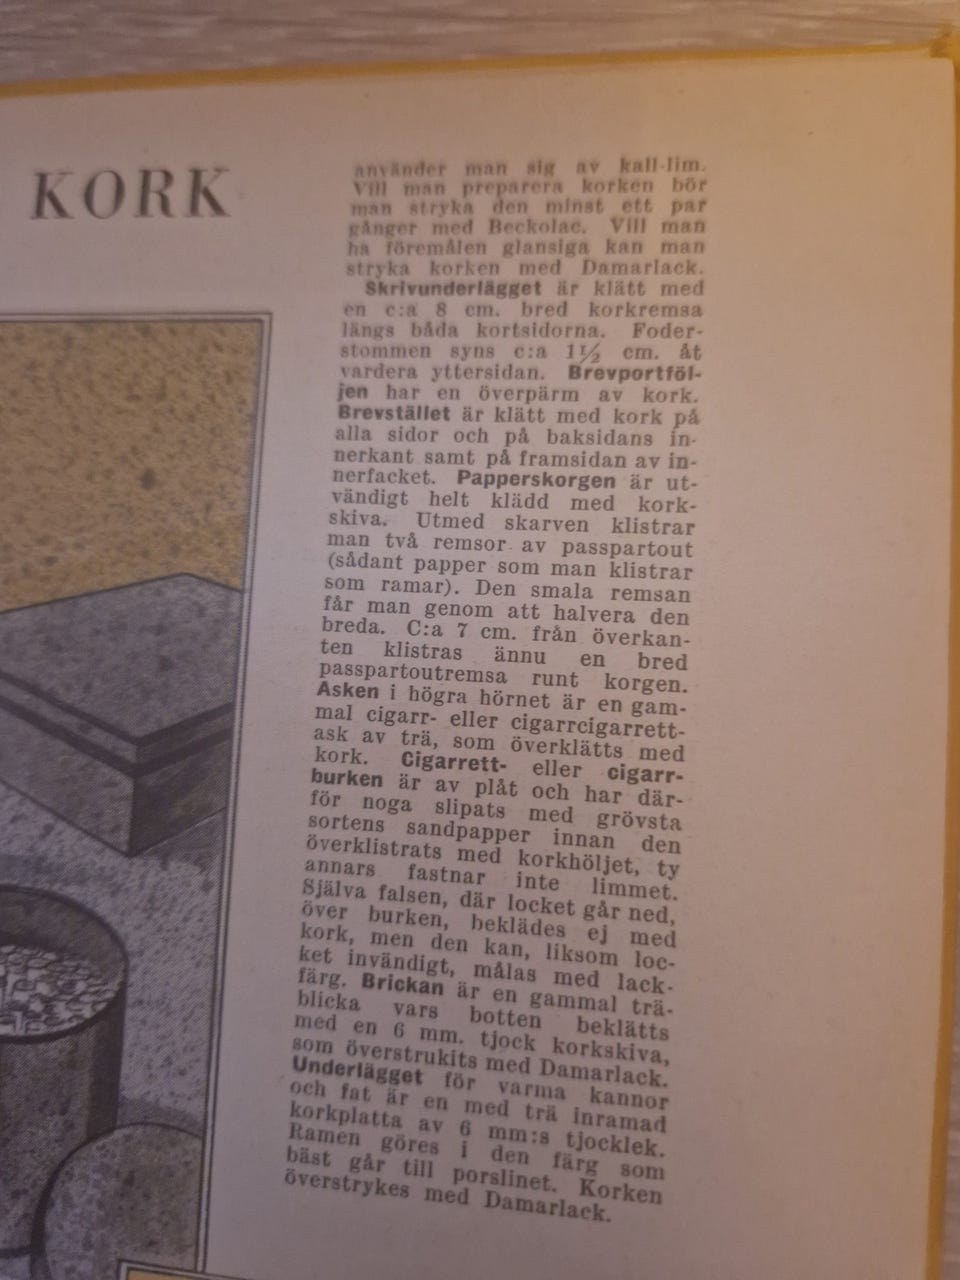 KORK
använder man sig av kall-lim.
Vill man preparera korken bör
man stryka den minst ett par
gånger med Beckolac. Vill man
ha föremålen glansiga kan man
stryka korken med Damarlack.
Skrivunderlägget är klätt med
en c:a 8 cm. bred korkremsa
längs båda kortsidorna. Foder-
stommen syns c:a 1½ cm. åt
vardera yttersidan. Brevportföl-
jen har en överpärm av kork.
Brevstället är klätt med kork på
alla sidor och på baksidans in-
nerkant samt på framsidan av in-
nerfacket. Papperskorgen är ut-
vändigt helt klädd med kork-
skiva. Utmed skarven klistrar
man två remsor av passpartout
(sådant papper som man klistrar
som ramar). Den smala remsan
får man genom att halvera den
breda. C:a 7 cm. från överkan-
ten klistras ännu en bred
passpartoutremsa runt korgen.
Asken i högra hörnet är en gam-
mal cigarr- eller cigarrcigarrett-
ask av trä, som överklätts med
kork. Cigarrett- eller cigarr-
burken är av plåt och har där-
för noga slipats med grövsta
sortens sandpapper innan den
överklistrats med korkhöljet, ty
annars fastnar inte limmet.
Själva falsen, där locket går ned,
över burken, beklädes ej med
kork, men den kan, liksom loc-
ket invändigt, målas med lack-
färg. Brickan är en gammal trä-
blicka vars botten beklätts
med en 6 mm. tjock korkskiva,
som överstrukits med Damarlack.
Underlägget för varma kannor
och fat är en med trä inramad
korkplatta av 6 mm:s tjocklek.
Ramen göres i den färg som
bäst går till porslinet. Korken
överstrykes med Damarlack.